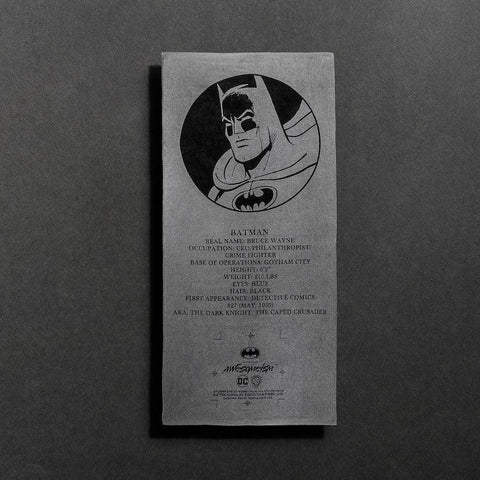 BATMAN
REAL NAME: BRUCE WAYNE
OCCUPATION: CEO/PHILANTHROPIST/
CRIME FIGHTER
BASE OF OPERATIONS: GOTHAM CITY
HEIGHT: 6'2"
WEIGHT: 210 LBS
EYES: BLUE
HAIR: BLACK
FIRST APPEARANCE: DETECTIVE COMICS
#27 (MAY, 1939)
AKA: THE DARK KNIGHT, THE CAPED CRUSADER
DC